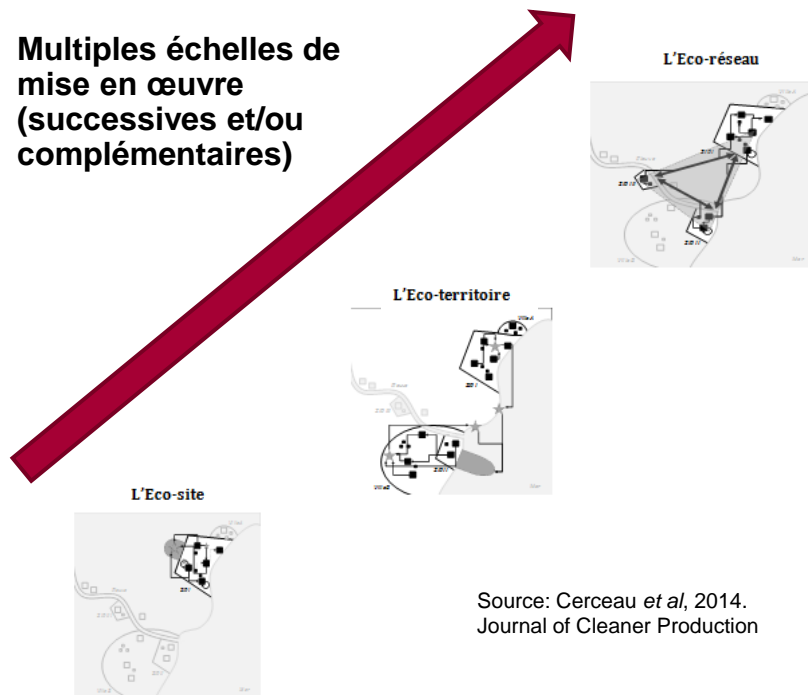 Multiples échelles de
mise en œuvre
(successives et/ou
complémentaires)
L'Eco-réseau
L'Eco-territoire
L'Eco-site
Source: Cerceau et al, 2014.
Journal of Cleaner Production